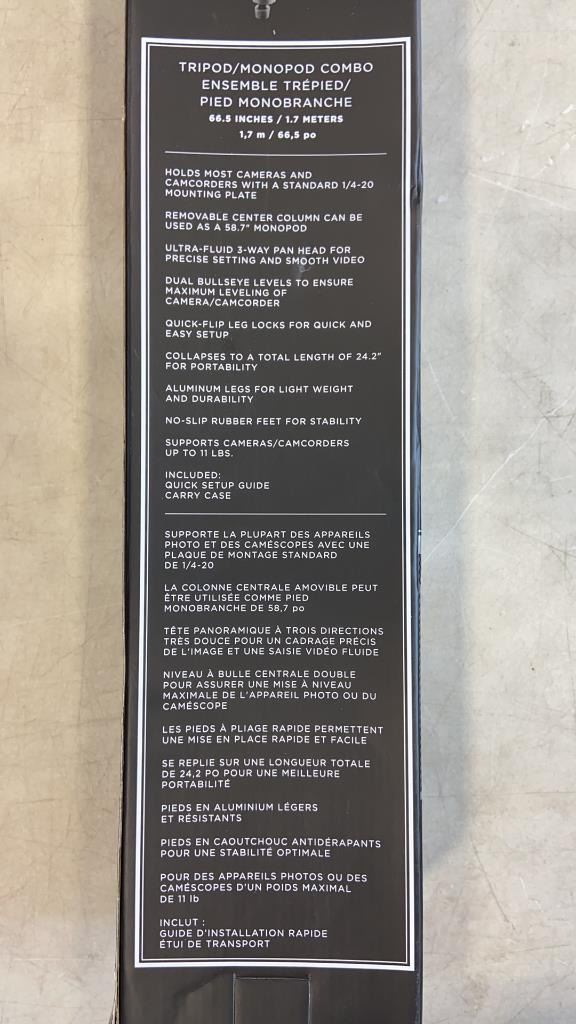 TRIPOD/MONOPOD COMBO
ENSEMBLE TRÉPIED/
PIED MONOBRANCHE
66.5 INCHES / 1.7 METERS
1,7 m / 66,5 po
HOLDS MOST CAMERAS AND
CAMCORDERS WITH A STANDARD 1/4-20
MOUNTING PLATE
REMOVABLE CENTER COLUMN CAN BE
USED AS A 58.7" MONOPOD
ULTRA-FLUID 3-WAY PAN HEAD FOR
PRECISE SETTING AND SMOOTH VIDEO
DUAL BULLSEYE LEVELS TO ENSURE
MAXIMUM LEVELING OF
CAMERA/CAMCORDER
QUICK-FLIP LEG LOCKS FOR QUICK AND
EASY SETUP
COLLAPSES TO A TOTAL LENGTH OF 24.2"
FOR PORTABILITY
ALUMINUM LEGS FOR LIGHT WEIGHT
AND DURABILITY
NO-SLIP RUBBER FEET FOR STABILITY
SUPPORTS CAMERAS/CAMCORDERS
UP TO 11 LBS.
INCLUDED:
QUICK SETUP GUIDE
CARRY CASE
SUPPORTE LA PLUPART DES APPAREILS
PHOTO ET DES CAMÉSCOPES AVEC UNE
PLAQUE DE MONTAGE STANDARD
DE 1/4-20
LA COLONNE CENTRALE AMOVIBLE PEUT
ÊTRE UTILISÉE COMME PIED
MONOBRANCHE DE 58,7 po
TÊTE PANORAMIQUE À TROIS DIRECTIONS
TRÈS DOUCE POUR UN CADRAGE PRÉCIS
DE L'IMAGE ET UNE SAISIE VIDÉO FLUIDE
NIVEAU À BULLE CENTRALE DOUBLE
POUR ASSURER UNE MISE À NIVEAU
MAXIMALE DE L'APPAREIL PHOTO OU DU
CAMÉSCOPE
LES PIEDS À PLIAGE RAPIDE PERMETTENT
UNE MISE EN PLACE RAPIDE ET FACILE
SE REPLIE SUR UNE LONGUEUR TOTALE
DE 24,2 PO POUR UNE MEILLEURE
PORTABILITÉ
PIEDS EN ALUMINIUM LÉGERS
ET RÉSISTANTS
PIEDS EN CAOUTCHOUC ANTIDÉRAPANTS
POUR UNE STABILITÉ OPTIMALE
POUR DES APPAREILS PHOTOS OU DES
CAMÉSCOPES D'UN POIDS MAXIMAL
DE 11 lb
INCLUT :
GUIDE D'INSTALLATION RAPIDE
ÉTUI DE TRANSPORT